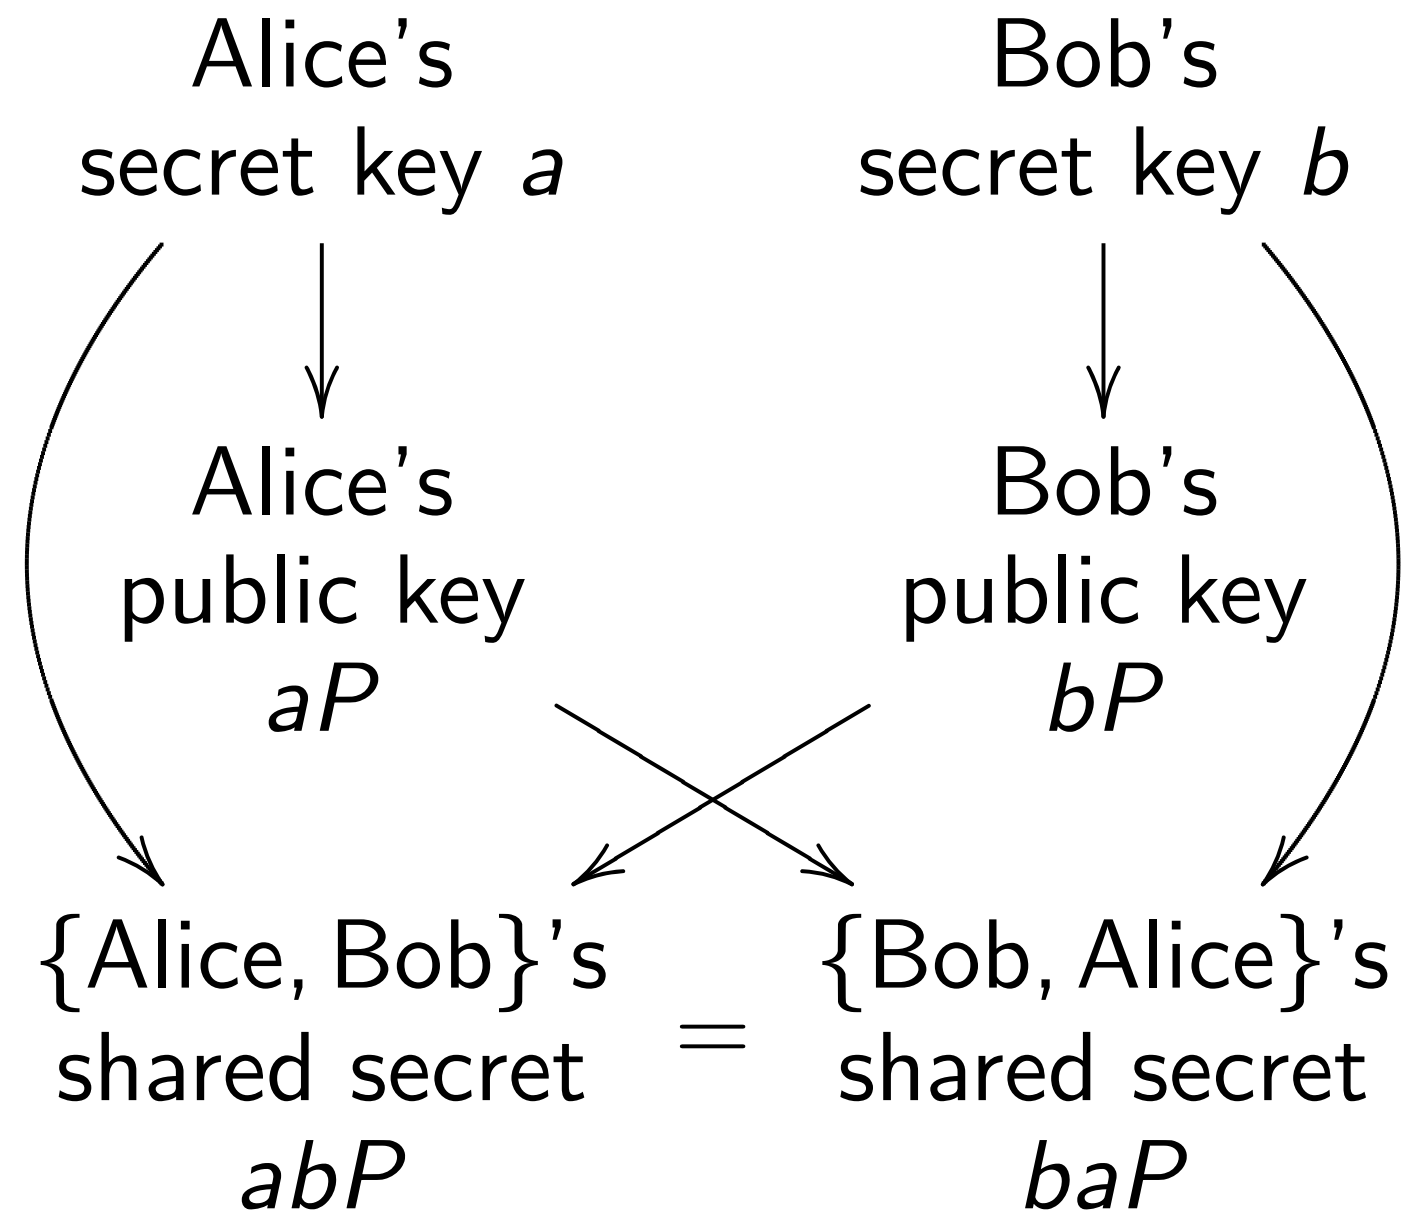 Alice's
secret key a
Bob's
secret key b
Alice's
public key
aP
Bob's
public key
bP
{Alice, Bob}'s
shared secret
abP
=
{Bob, Alice}'s
shared secret
baP